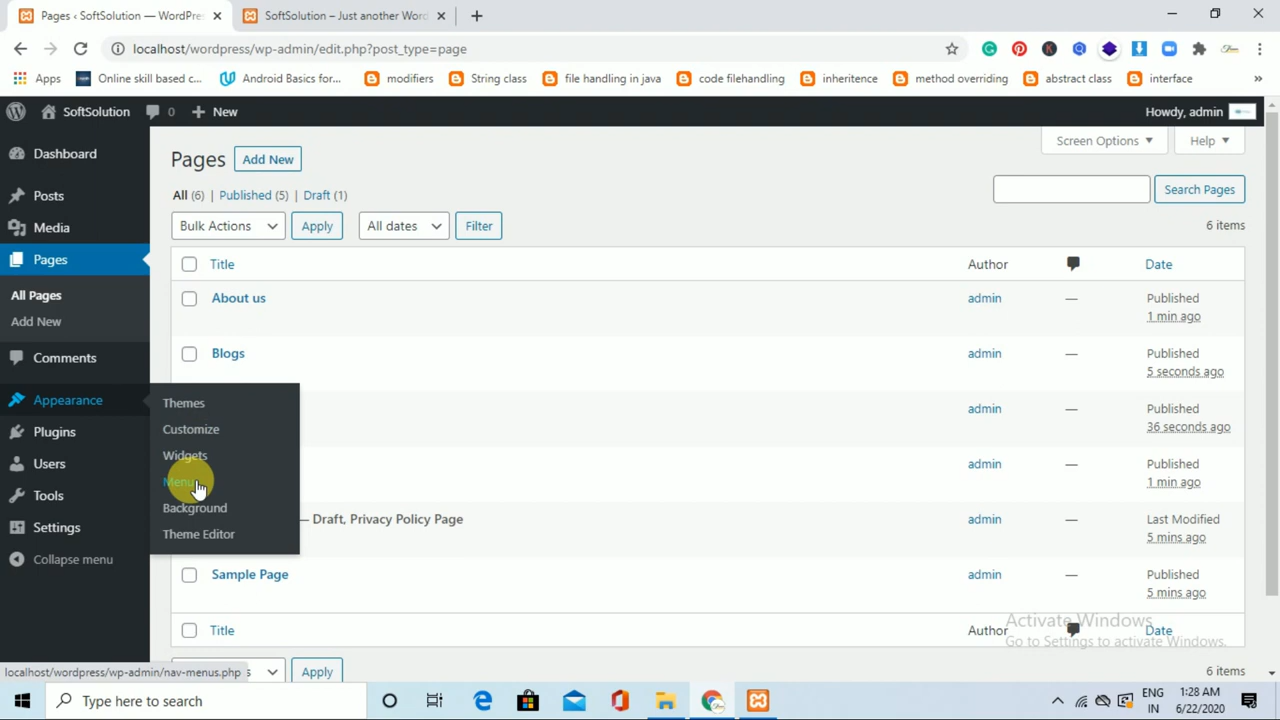 Pages ‹ SoftSolution — WordPre
SoftSolution – Just another Word
localhost/wordpress/wp-admin/edit.php?post_type=page
Apps
Online skill based c...
Android Basics for...
modifiers
String class
file handling in java
code filehandling
inheritence
method overriding
abstract class
interface
»
SoftSolution
0
New
Howdy, admin
Dashboard
Posts
Media
Pages
All Pages
Add New
Comments
Appearance
Plugins
Users
Tools
Settings
Collapse menu
Themes
Customize
Widgets
Menu
Background
Theme Editor
Screen Options
Help
Pages
Add New
All (6) | Published (5) | Draft (1)
Search Pages
Bulk Actions
Apply
All dates
Filter
6 items
Title
Author
Date
About us
admin
—
Published
1 min ago
Blogs
admin
—
Published
5 seconds ago
admin
—
Published
36 seconds ago
admin
—
Published
1 min ago
— Draft, Privacy Policy Page
admin
—
Last Modified
5 mins ago
Sample Page
admin
—
Published
5 mins ago
Title
Author
Date
Activate Windows
Go to Settings to activate Windows.
Apply
6 items
localhost/wordpress/wp-admin/nav-menus.php
Type here to search
ENG
IN
1:28 AM
6/22/2020